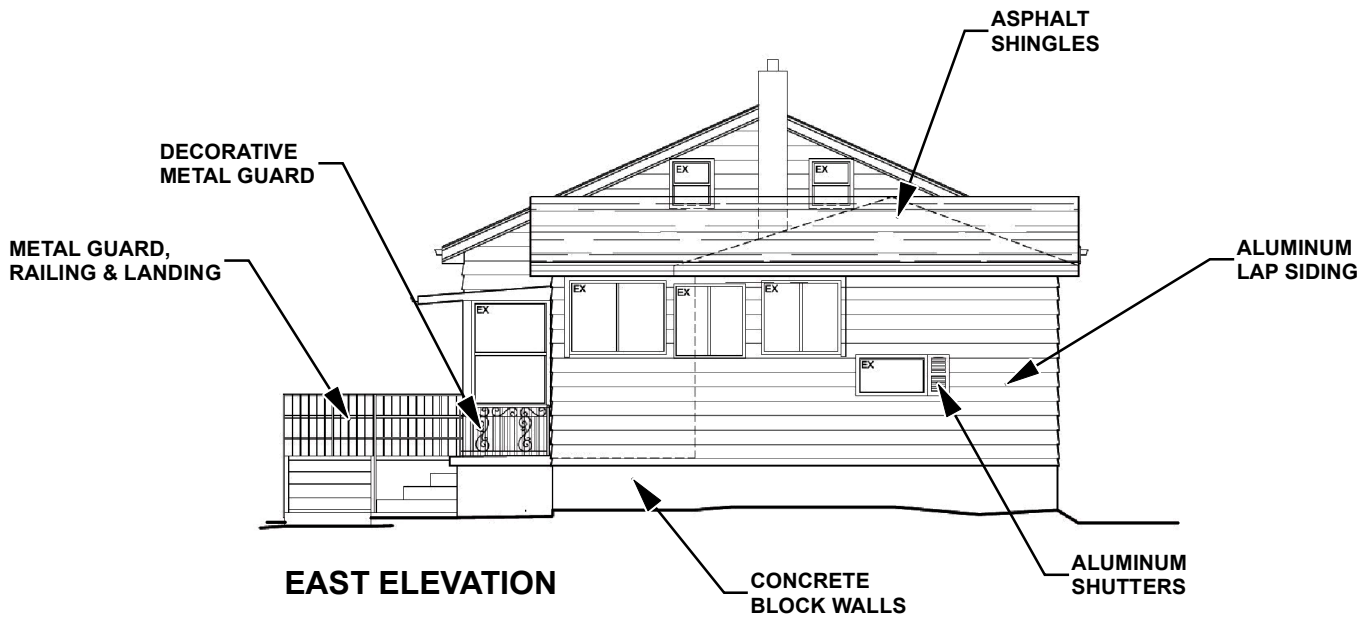 ASPHALT
SHINGLES
DECORATIVE
METAL GUARD
METAL GUARD,
RAILING & LANDING
ALUMINUM
LAP SIDING
EX
EX
EX
EX
EX
EX
EAST ELEVATION
CONCRETE
BLOCK WALLS
ALUMINUM
SHUTTERS